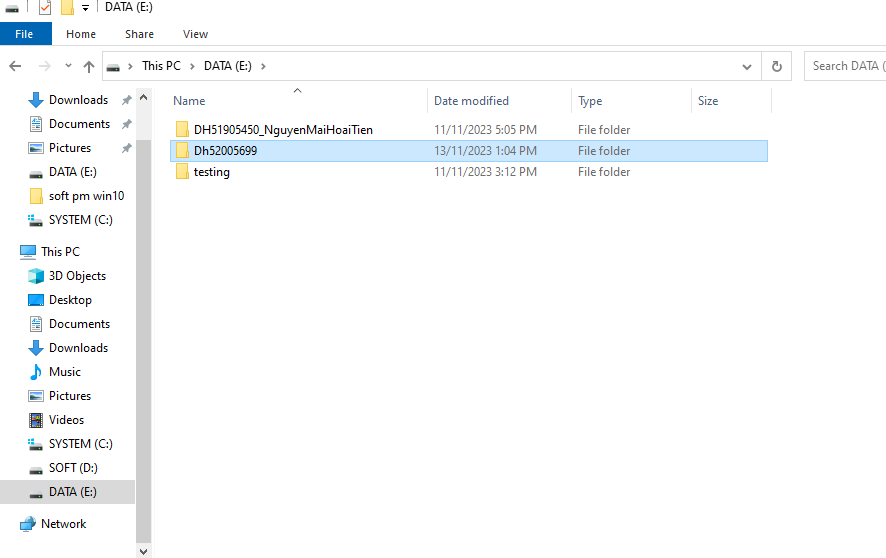 DATA (E:)
File Home Share View
This PC DATA (E:) Search DATA (
Name Date modified Type Size
DH51905450_NguyenMaiHoaiTien 11/11/2023 5:05 PM File folder
Dh52005699 13/11/2023 1:04 PM File folder
testing 11/11/2023 3:12 PM File folder
Downloads
Documents
Pictures
DATA (E:)
soft pm win10
SYSTEM (C:)
This PC
3D Objects
Desktop
Documents
Downloads
Music
Pictures
Videos
SYSTEM (C:)
SOFT (D:)
DATA (E:)
Network